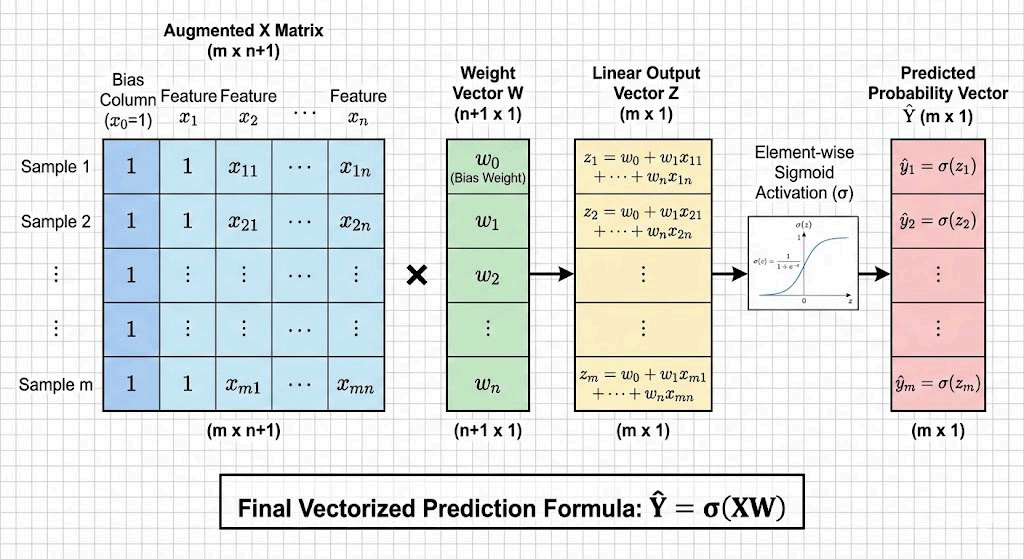 Augmented X Matrix
(m x n+1)
Bias
Column
(x₀=1)
Feature
x₁
Feature
x₂
⋯
Feature
xₙ
Sample 1
1 1 x₁₁ ⋯ x₁ₙ
Sample 2
1 1 x₂₁ ⋯ x₂ₙ
⋮ 1 ⋮ ⋮ ⋯ ⋮
⋮ 1 ⋮ ⋮ ⋯ ⋮
Sample m
1 1 xₘ₁ ⋯ xₘₙ
(m x n+1)
×
Weight
Vector W
(n+1 x 1)
w₀
(Bias Weight)
w₁
w₂
⋮
wₙ
(n+1 x 1)
Linear Output
Vector Z
(m x 1)
z₁ = w₀ + w₁x₁₁
+ ⋯ + wₙx₁ₙ
z₂ = w₀ + w₁x₂₁
+ ⋯ + wₙx₂ₙ
⋮
⋮
zₘ = w₀ + w₁xₘ₁
+ ⋯ + wₙxₘₙ
(m x 1)
Element-wise
Sigmoid
Activation (σ)
σ(z)
1
0
z
Predicted
Probability Vector
Ŷ (m x 1)
ŷ₁ = σ(z₁)
ŷ₂ = σ(z₂)
⋮
⋮
ŷₘ = σ(zₘ)
(m x 1)
Final Vectorized Prediction Formula: Ŷ = σ(XW)